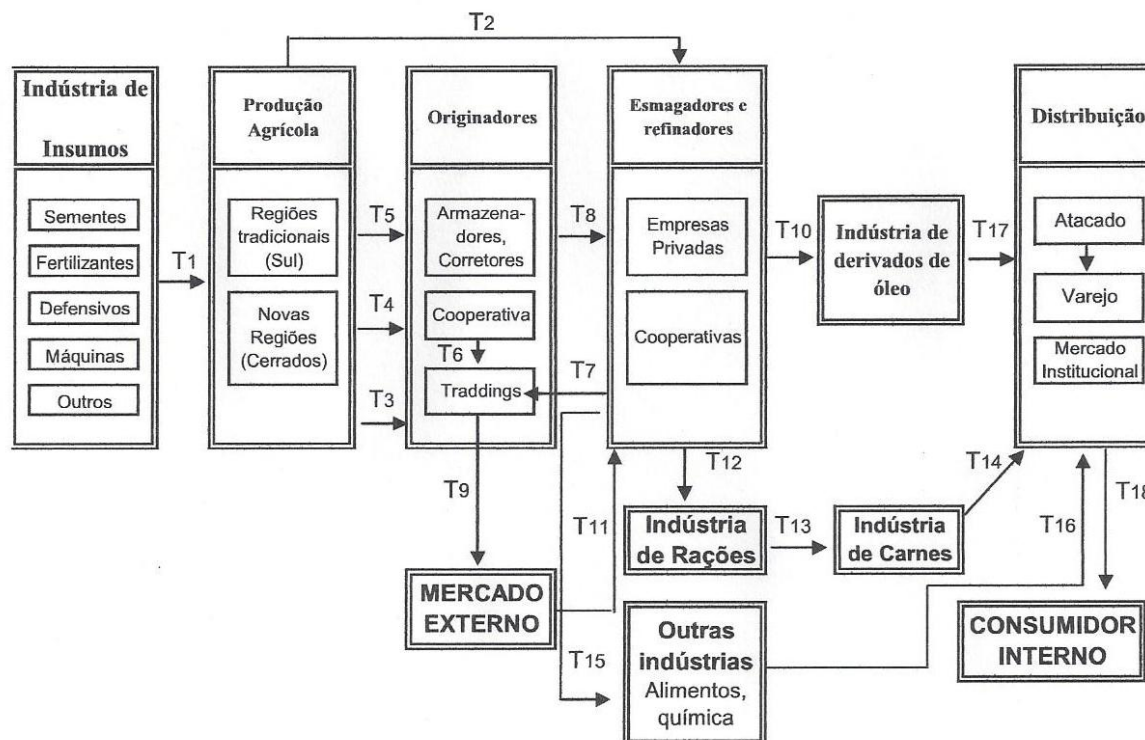 T2
Indústria de
Insumos
Sementes
Fertilizantes
Defensivos
Máquinas
Outros
T1
Produção
Agrícola
Regiões
tradicionais
(Sul)
Novas
Regiões
(Cerrados)
T5
T4
T3
Originadores
Armazena-
dores,
Corretores
Cooperativa
T6
Traddings
T8
T7
T9
Esmagadores e
refinadores
Empresas
Privadas
Cooperativas
T10
Indústria de
derivados de
óleo
T17
Distribuição
Atacado
Varejo
Mercado
Institucional
T11
T12
Indústria
de Rações
T13
Indústria
de Carnes
T14
T16
T18
MERCADO
EXTERNO
T15
Outras
indústrias
Alimentos,
química
CONSUMIDOR
INTERNO